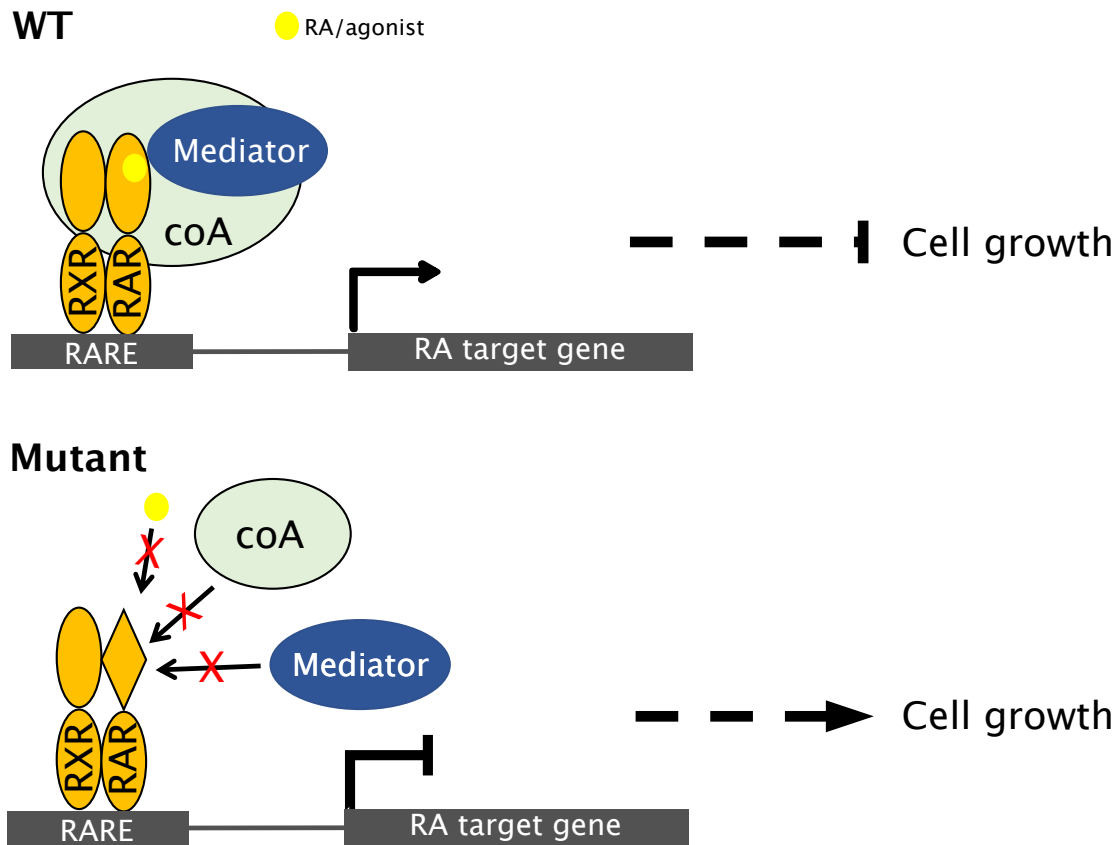 WT
RA/agonist
Mediator
coA
RXR
RAR
Cell growth
RARE
RA target gene
Mutant
coA
X
X
Mediator
X
RXR
RAR
Cell growth
RARE
RA target gene